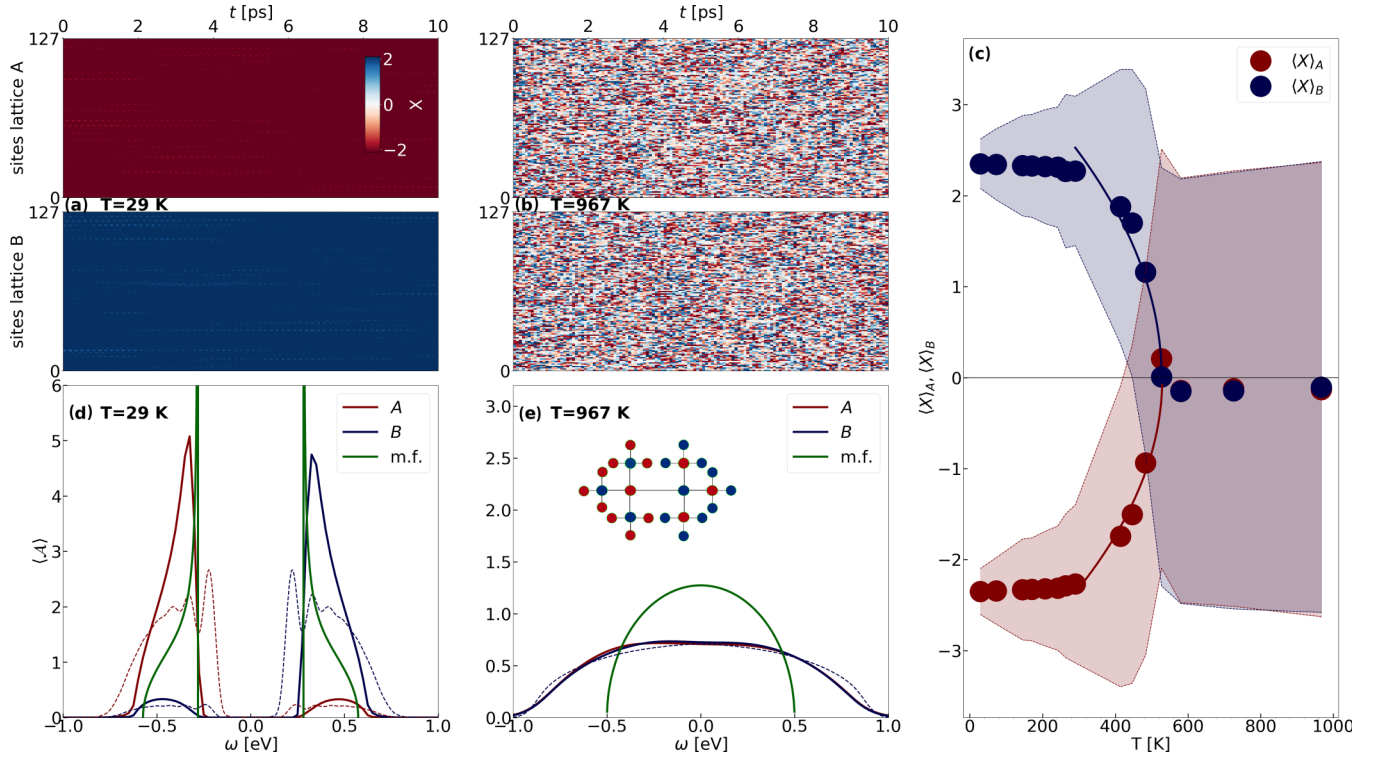 t [ps]
0 2 4 6 8 10
127
sites lattice A
0
2
0
−2
X
127
(a) T=29 K
sites lattice B
0
t [ps]
0 2 4 6 8 10
127
0
127
(b) T=967 K
0
(c)
⟨X⟩A
⟨X⟩B
3
2
1
0
−1
−2
−3
⟨X⟩A, ⟨X⟩B
0 200 400 600 800 1000
T [K]
6
5
4
3
2
1
0
⟨𝒜⟩
(d) T=29 K
A
B
m.f.
−1.0 −0.5 0.0 0.5 1.0
ω [eV]
3.0
2.5
2.0
1.5
1.0
0.5
0.0
(e) T=967 K
A
B
m.f.
−1.0 −0.5 0.0 0.5 1.0
ω [eV]